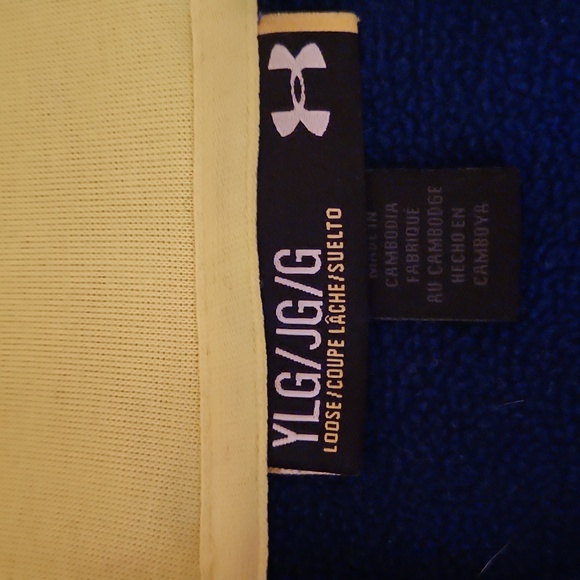 YLG/JG/G
LOOSE/COUPE LÂCHE/SUELTO
MADE IN
CAMBODIA
FABRIQUÉ
AU CAMBODGE
HECHO EN
CAMBOYA